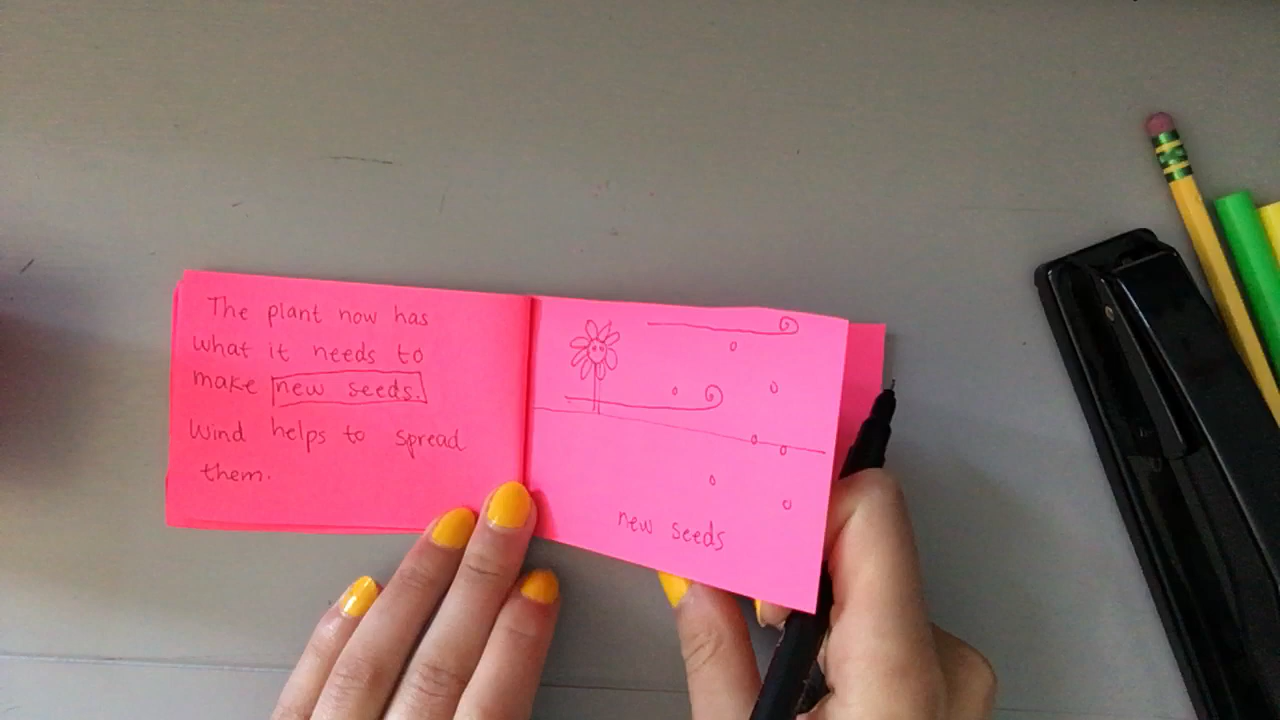 The plant now has
what it needs to
make new seeds.
Wind helps to spread
them.
new seeds